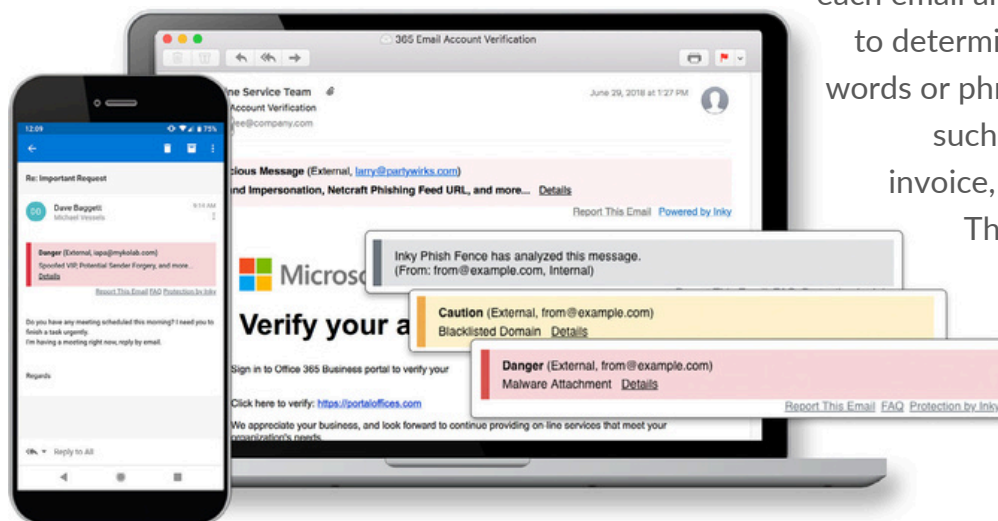 each email a
to determi
words or phr
such
invoice,
Th
365 Email Account Verification
ne Service Team
June 29, 2018 at 1:27 PM
Account Verification
ee@company.com
cious Message (External, larry@partywirks.com)
nd Impersonation, Netcraft Phishing Feed URL, and more... Details
Report This Email Powered by Inky
Microso
Verify your a
Sign in to Office 365 Business portal to verify your
Click here to verify: https://portaloffices.com
We appreciate your business, and look forward to continue providing on-line services that meet your
organization's needs.
Inky Phish Fence has analyzed this message.
(From: from@example.com, Internal)
Caution (External, from@example.com)
Blacklisted Domain Details
Danger (External, from@example.com)
Malware Attachment Details
Report This Email FAQ Protection by Inky
12:09
75%
Re: Important Request
DB
Dave Baggett
9:14 AM
Michael Vessels
Danger (External, iapa@mykolab.com)
Spoofed VIP, Potential Sender Forgery, and more...
Details
Report This Email FAQ Protection by Inky
Do you have any meeting scheduled this morning? I need you to
finish a task urgently.
I'm having a meeting right now, reply by email.
Regards
Reply to All